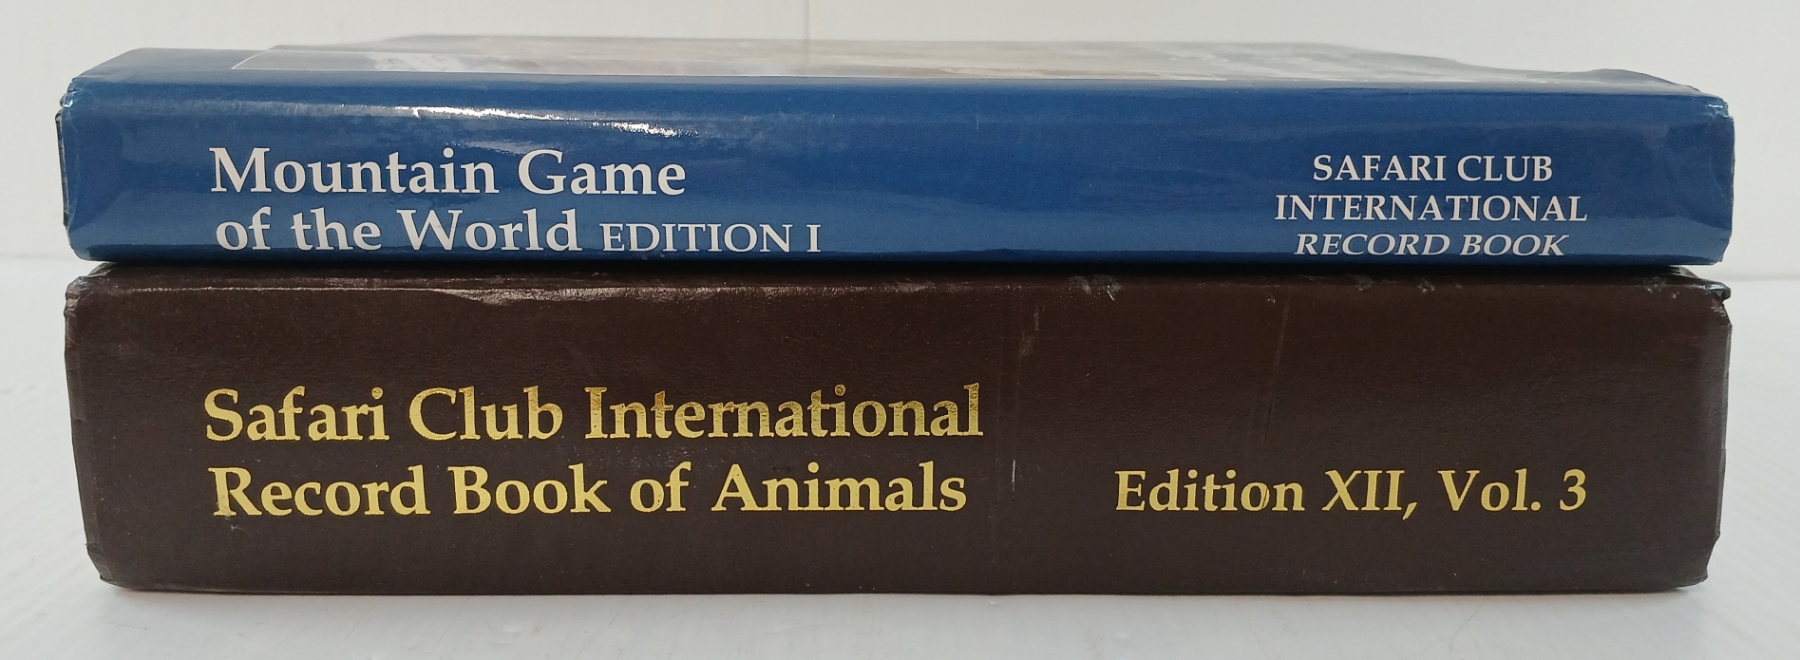 Mountain Game
of the World EDITION I
SAFARI CLUB
INTERNATIONAL
RECORD BOOK
Safari Club International
Record Book of Animals
Edition XII, Vol. 3